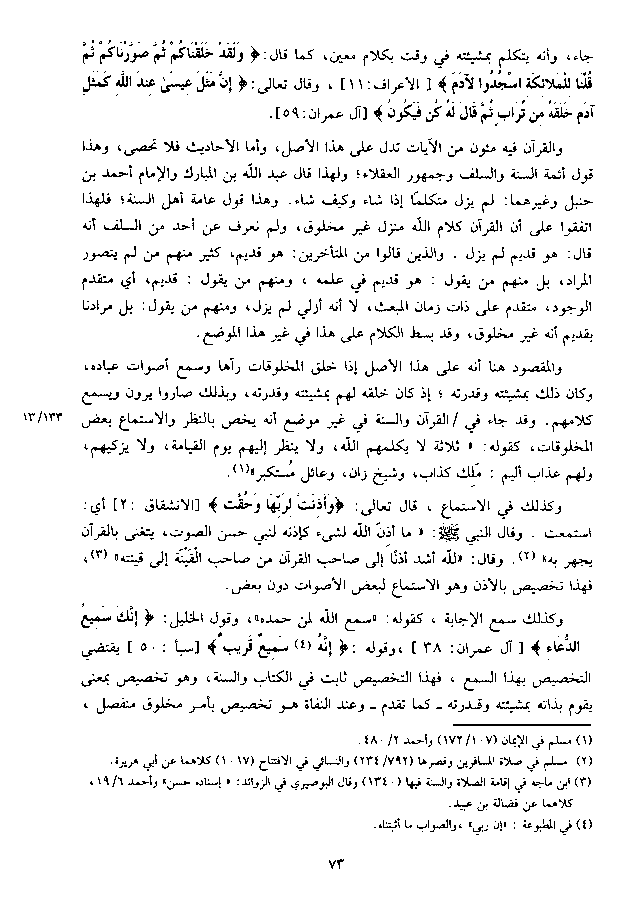 جاء، وأنه يتكلم بمشيئته في وقت بكلام معين، كما قال:﴿ وَلَقَدْ خَلَقْنَاكُمْ ثُمَّ صَوَّرْنَاكُمْ ثُمَّ
قُلْنَا لِلْمَلائِكَةِ اسْجُدُوا لآدَمَ ﴾ [ الأعراف:١١] ، وقال تعالى:﴿ إِنَّ مَثَلَ عِيسَىٰ عِندَ اللَّهِ كَمَثَلِ
آدَمَ خَلَقَهُ مِن تُرَابٍ ثُمَّ قَالَ لَهُ كُن فَيَكُونُ ﴾ [آل عمران:٥٩].
والقرآن فيه مئون من الآيات تدل على هذا الأصل، وأما الأحاديث فلا تحصى، وهذا
قول أئمة السنة والسلف وجمهور العقلاء؛ ولهذا قال عبد الله بن المبارك والإمام أحمد بن
حنبل وغيرهما: لم يزل متكلمًا إذا شاء وكيف شاء. وهذا قول عامة أهل السنة؛ فلهذا
اتفقوا على أن القرآن كلام الله منزل غير مخلوق، ولم نعرف عن أحد من السلف أنه
قال: هو قديم لم يزل . والذين قالوا من المتأخرين: هو قديم، كثير منهم من لم يتصور
المراد، بل منهم من يقول : هو قديم في علمه ، ومنهم من يقول : قديم، أي متقدم
الوجود، متقدم على ذات زمان المبعث، لا أنه أزلي لم يزل، ومنهم من يقول: بل مرادنا
بقديم أنه غير مخلوق، وقد بسط الكلام على هذا في غير هذا الموضع.
والمقصود هنا أنه على هذا الأصل إذا خلق المخلوقات رآها وسمع أصوات عباده،
وكان ذلك بمشيئته وقدرته ؛ إذ كان خلقه لهم بمشيئته وقدرته، وبذلك صاروا يرون ويسمع
كلامهم. وقد جاء في /القرآن والسنة في غير موضع أنه يخص بالنظر والاستماع بعض
١٣/١٣٣
المخلوقات، كقوله: « ثلاثة لا يكلمهم الله، ولا ينظر إليهم يوم القيامة، ولا يزكيهم،
ولهم عذاب أليم : مَلِك كذاب، وشيخ زان، وعائل مُستكبر»(١).
وكذلك في الاستماع ، قال تعالى: ﴿وَأَذِنَتْ لِرَبِّهَا وَحُقَّتْ ﴾ [الانشقاق :٢] أي:
استمعت . وقال النبي ﷺ: « ما أذِنَ الله لشيء كإذنه لنبي حسن الصوت، يتغنى بالقرآن
يجهر به» (٢). وقال: «لله أشد أذنًا إلى صاحب القرآن من صاحب القَيْنَة إلى قينته» (٣)،
فهذا تخصيص بالأذن وهو الاستماع لبعض الأصوات دون بعض.
وكذلك سمع الإجابة ، كقوله: «سمع الله لمن حمده»، وقول الخليل: ﴿ إِنَّكَ سَمِيعُ
الدُّعَاءِ ﴾ [ آل عمران: ٣٨ ] ،وقوله :﴿ إِنَّهُ (٤) سَمِيعٌ قَرِيبٌ ﴾ [سبأ : ٥٠ ] يقتضي
التخصيص بهذا السمع ، فهذا التخصيص ثابت في الكتاب والسنة، وهو تخصيص بمعنى
يقوم بذاته بمشيئته وقدرته ـ كما تقدم ـ وعند النفاة هو تخصيص بأمر مخلوق منفصل ،
(١) مسلم في الإيمان (١٧٢/١٠٧) وأحمد ٤٨٠/٢.
(٢) مسلم في صلاة المسافرين وقصرها (٢٣٤/٧٩٢) والنسائي في الافتتاح (١٠١٧) كلاهما عن أبي هريرة.
(٣) ابن ماجه في إقامة الصلاة والسنة فيها (١٣٤٠) وقال البوصيري في الزوائد: « إسناده حسن» وأحمد ١٩/٦ ،
كلاهما عن فضالة بن عبيد.
(٤) في المطبوعة : «إن ربي» ،والصواب ما أثبتناه.
٧٣